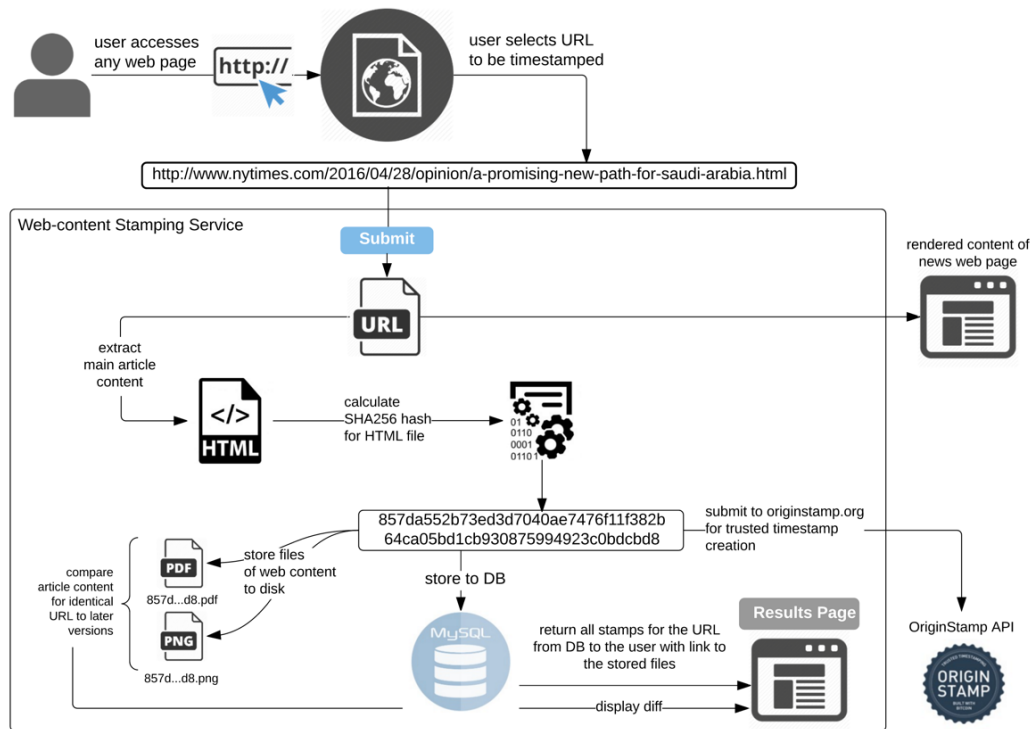 user accesses
any web page
http://
user selects URL
to be timestamped
http://www.nytimes.com/2016/04/28/opinion/a-promising-new-path-for-saudi-arabia.html
Web-content Stamping Service
Submit
rendered content of
news web page
URL
extract
main article
content
HTML
</>
calculate
SHA256 hash
for HTML file
01
0110
0001
01101
857da552b73ed3d7040ae7476f11f382b
64ca05bd1cb930875994923c0bdcbd8
submit to originstamp.org
for trusted timestamp
creation
store files
of web content
to disk
compare
article content
for identical
URL to later
versions
PDF
857d...d8.pdf
PNG
857d...d8.png
store to DB
MySQL
return all stamps for the URL
from DB to the user with link to
the stored files
display diff
Results Page
OriginStamp API
TRUSTED TIMESTAMPING
ORIGIN
STAMP
BUILT WITH
BITCOIN